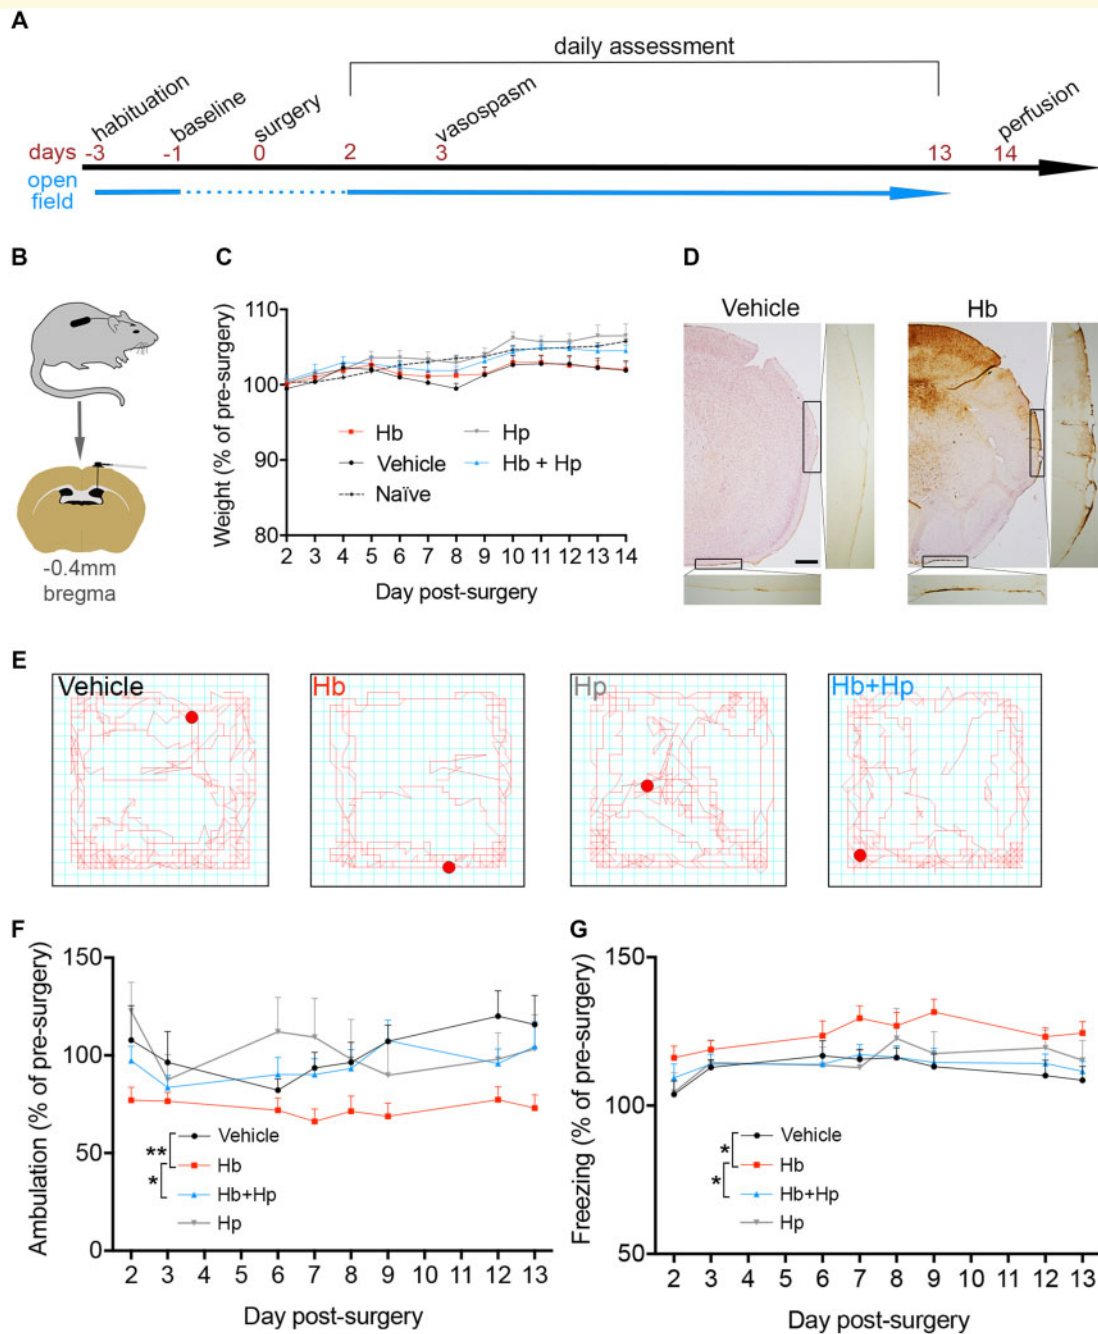 A
daily assessment
habituation
baseline
surgery
vasospasm
perfusion
days -3 -1 0 2 3 13 14
open
field
B
-0.4mm
bregma
C
Weight (% of pre-surgery)
110
100
90
80
Hb
Vehicle
Naïve
Hp
Hb + Hp
2 3 4 5 6 7 8 9 10 11 12 13 14
Day post-surgery
D
Vehicle Hb
E
Vehicle Hb Hp Hb+Hp
F
Ambulation (% of pre-surgery)
150
100
50
0
Vehicle
**
Hb
*
Hb+Hp
Hp
2 3 4 5 6 7 8 9 10 11 12 13
Day post-surgery
G
Freezing (% of pre-surgery)
150
100
50
Vehicle
*
Hb
*
Hb+Hp
Hp
2 3 4 5 6 7 8 9 10 11 12 13
Day post-surgery